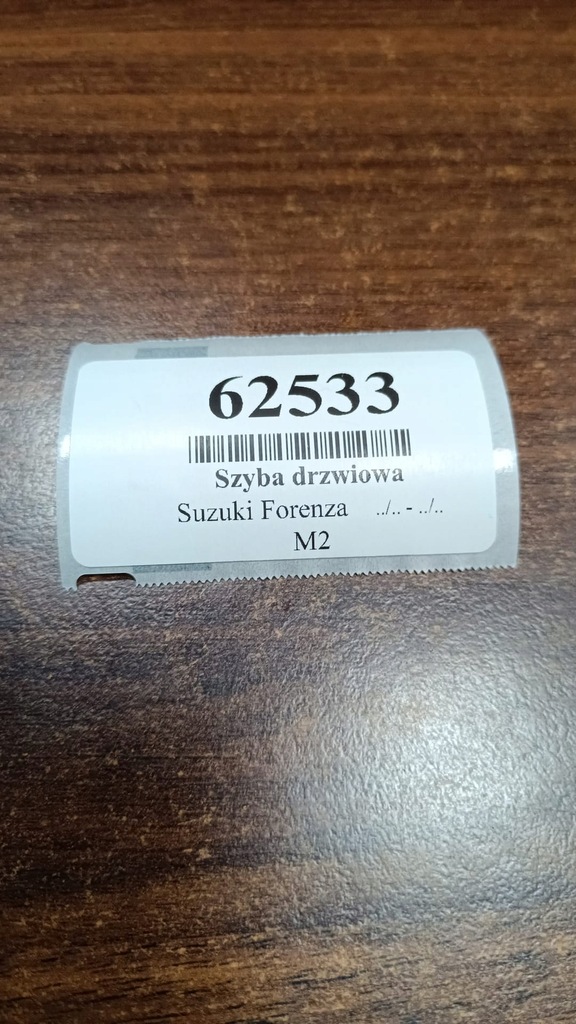 62533
Szyba drzwiowa
Suzuki Forenza ../.. - ../..
M2